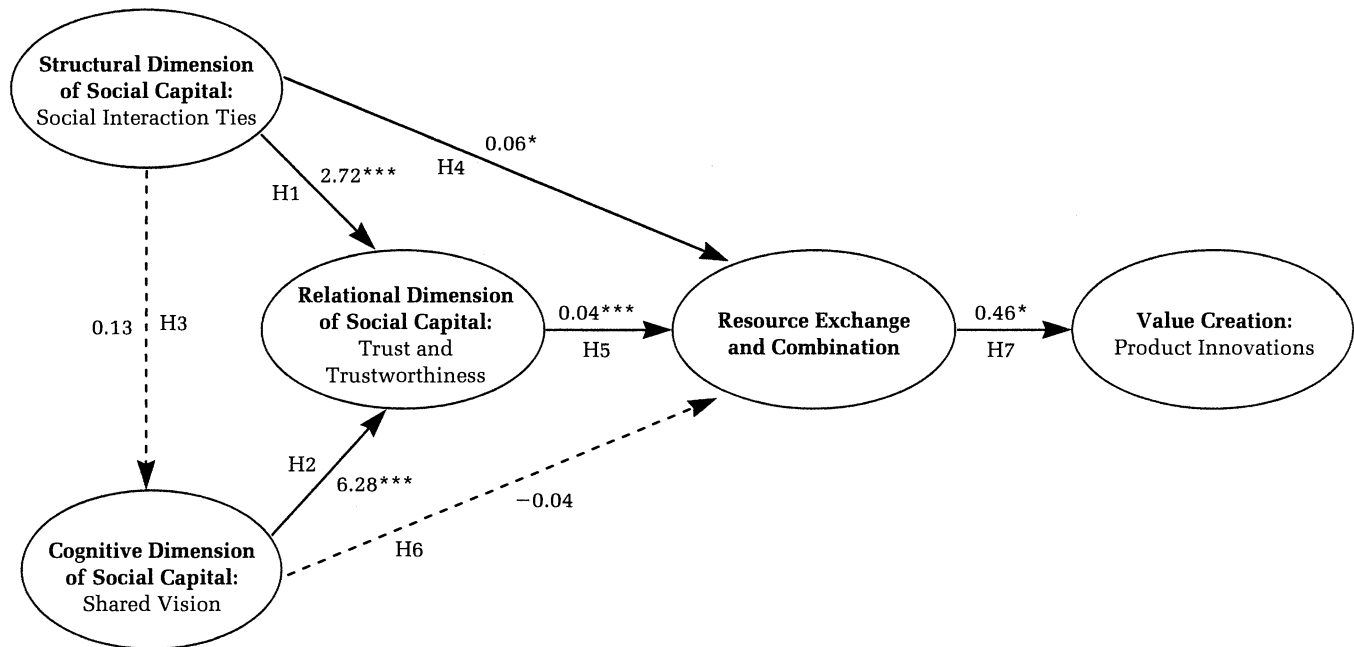 Structural Dimension
of Social Capital:
Social Interaction Ties
0.06*
H4
2.72***
H1
Relational Dimension
of Social Capital:
Trust and
Trustworthiness
0.04***
H5
Resource Exchange
and Combination
0.46*
H7
Value Creation:
Product Innovations
0.13
H3
H2
6.28***
−0.04
H6
Cognitive Dimension
of Social Capital:
Shared Vision